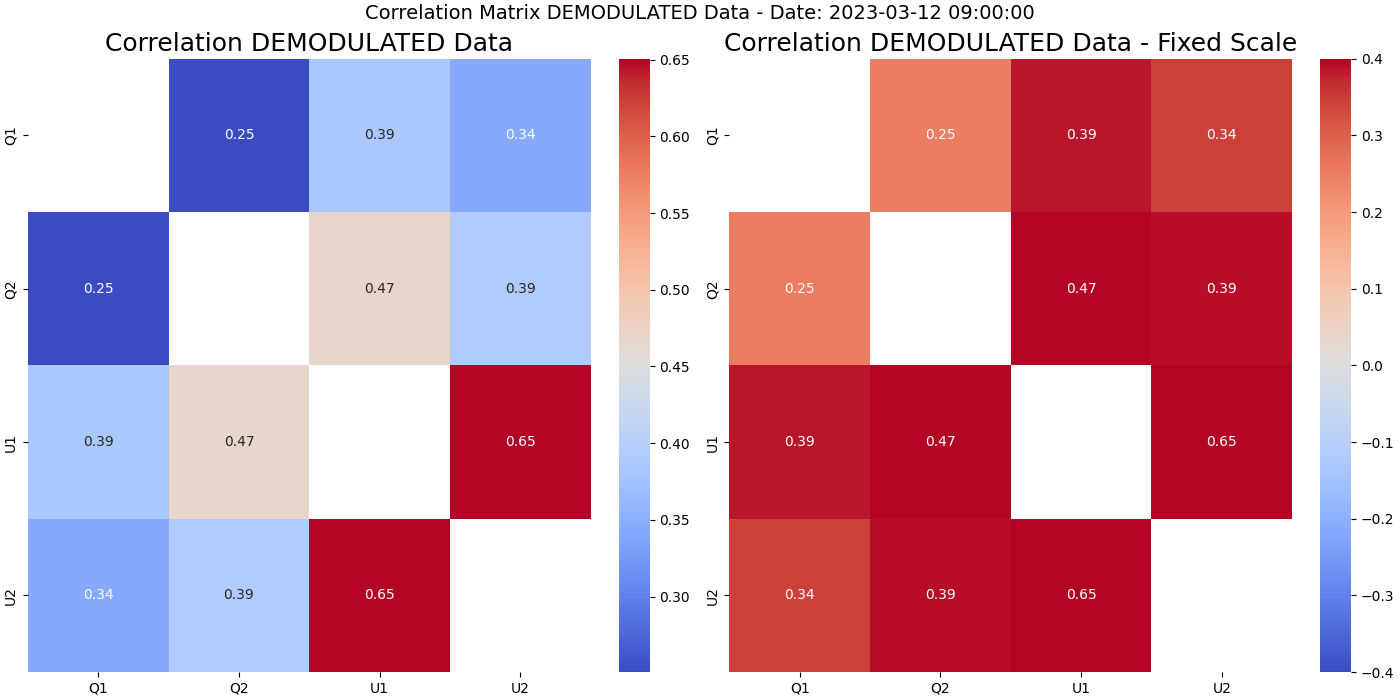 Correlation Matrix DEMODULATED Data - Date: 2023-03-12 09:00:00
Correlation DEMODULATED Data
Q1
0.25
0.39
0.34
Q2
0.25
0.47
0.39
U1
0.39
0.47
0.65
U2
0.34
0.39
0.65
Q1
Q2
U1
U2
0.65
0.60
0.55
0.50
0.45
0.40
0.35
0.30
Correlation DEMODULATED Data - Fixed Scale
Q1
0.25
0.39
0.34
Q2
0.25
0.47
0.39
U1
0.39
0.47
0.65
U2
0.34
0.39
0.65
Q1
Q2
U1
U2
0.4
0.3
0.2
0.1
0.0
−0.1
−0.2
−0.3
−0.4